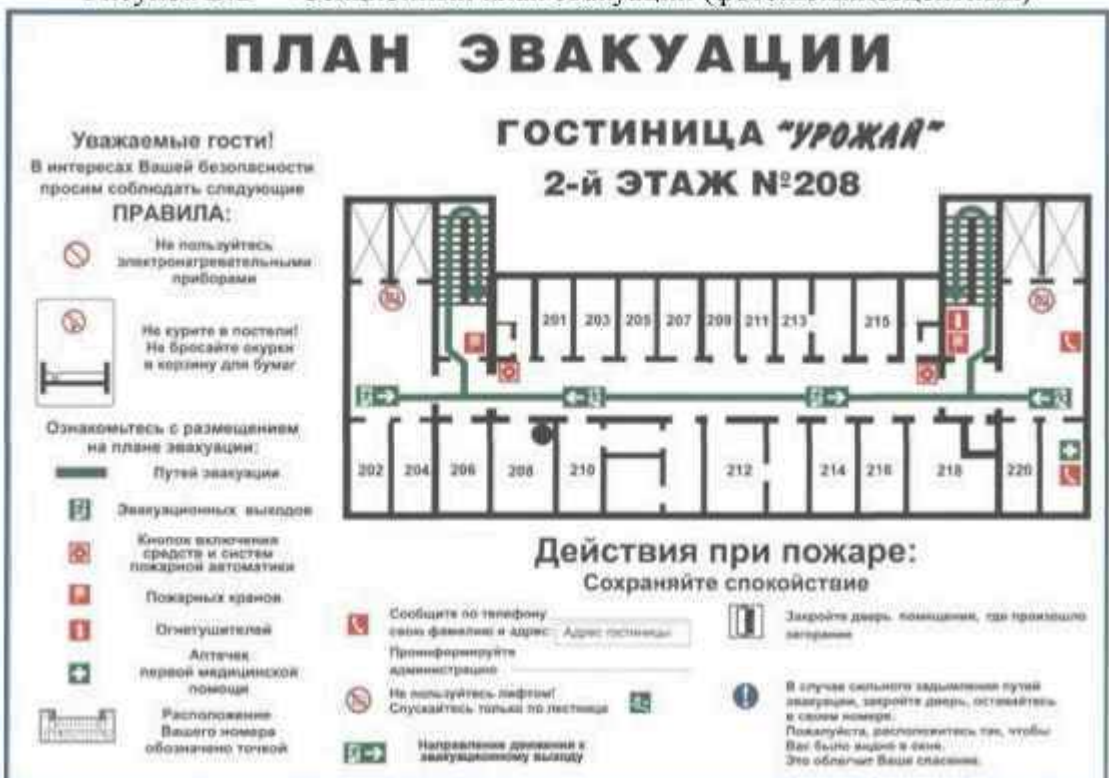 ПЛАН ЭВАКУАЦИИ
ГОСТИНИЦА "УРОЖАЙ"
2-й ЭТАЖ №208
Уважаемые гости!
В интересах Вашей безопасности
просим соблюдать следующие
ПРАВИЛА:
Не пользуйтесь
электронагревательными
приборами
Не курите в постели!
Не бросайте окурки
в корзину для бумаг
Ознакомьтесь с размещением
на плане эвакуации:
Путей эвакуации
Эвакуационных выходов
Кнопок включения
средств и систем
пожарной автоматики
Пожарных кранов
Огнетушителей
Аптечек
первой медицинской
помощи
Расположение
Вашего номера
обозначено точкой
201 203 205 207 209 211 213 215
202 204 206 208 210 212 214 216 218 220
Действия при пожаре:
Сохраняйте спокойствие
Сообщите по телефону
свою фамилию и адрес Адрес гостиницы
Проинформируйте
администрацию
Не пользуйтесь лифтом!
Спускайтесь только по лестнице
Направление движения к
эвакуационному выходу
Закройте дверь помещения, где произошло
загорание
В случае сильного задымления путей
эвакуации, закройте дверь, оставайтесь
в своем номере.
Пожалуйста, расположитесь так, чтобы
Вас было видно в окне.
Это облегчит Ваше спасение.